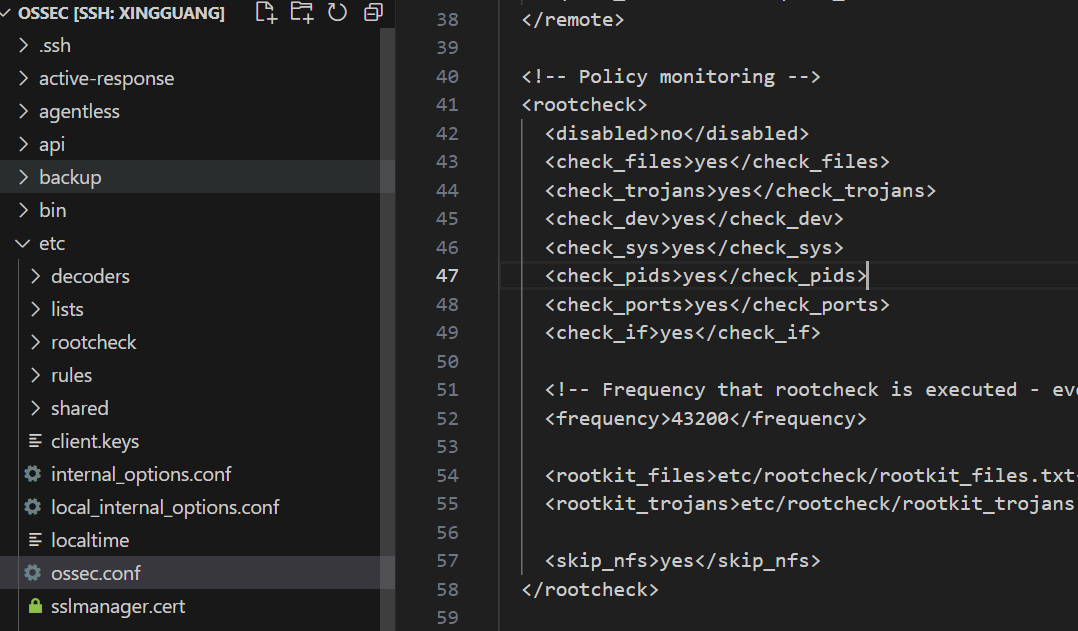 OSSEC [SSH: XINGGUANG]
.ssh
active-response
agentless
api
backup
bin
etc
decoders
lists
rootcheck
rules
shared
client.keys
internal_options.conf
local_internal_options.conf
localtime
ossec.conf
sslmanager.cert
38 </remote>
39
40 <!-- Policy monitoring -->
41 <rootcheck>
42 <disabled>no</disabled>
43 <check_files>yes</check_files>
44 <check_trojans>yes</check_trojans>
45 <check_dev>yes</check_dev>
46 <check_sys>yes</check_sys>
47 <check_pids>yes</check_pids>
48 <check_ports>yes</check_ports>
49 <check_if>yes</check_if>
50
51 <!-- Frequency that rootcheck is executed - eve
52 <frequency>43200</frequency>
53
54 <rootkit_files>etc/rootcheck/rootkit_files.txt
55 <rootkit_trojans>etc/rootcheck/rootkit_trojans
56
57 <skip_nfs>yes</skip_nfs>
58 </rootcheck>
59